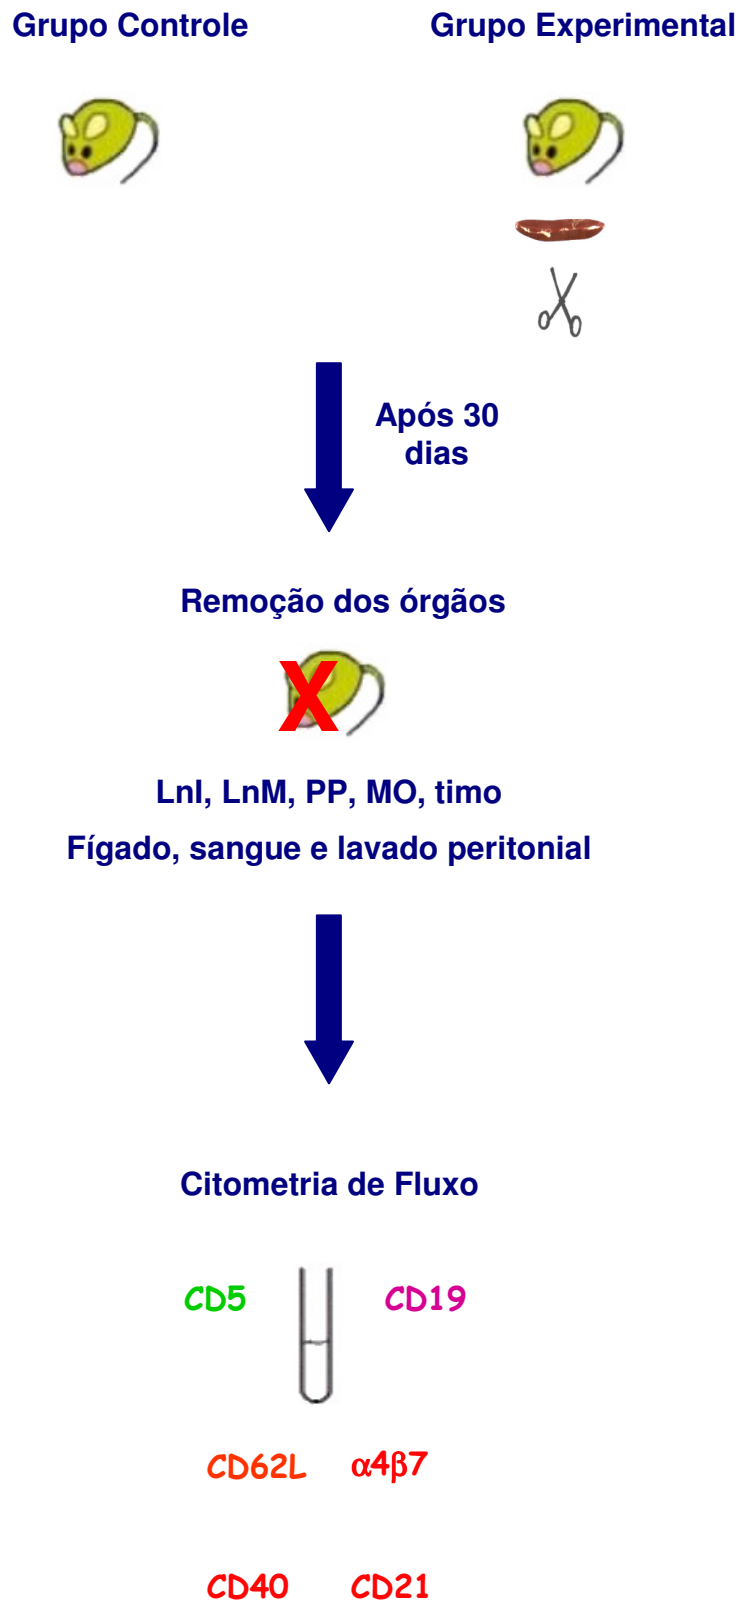 Grupo Controle
Grupo Experimental
Após 30
dias
Remoção dos órgãos
X
LnI, LnM, PP, MO, timo
Fígado, sangue e lavado peritonial
Citometria de Fluxo
CD5
CD19
CD62L α4β7
CD40 CD21